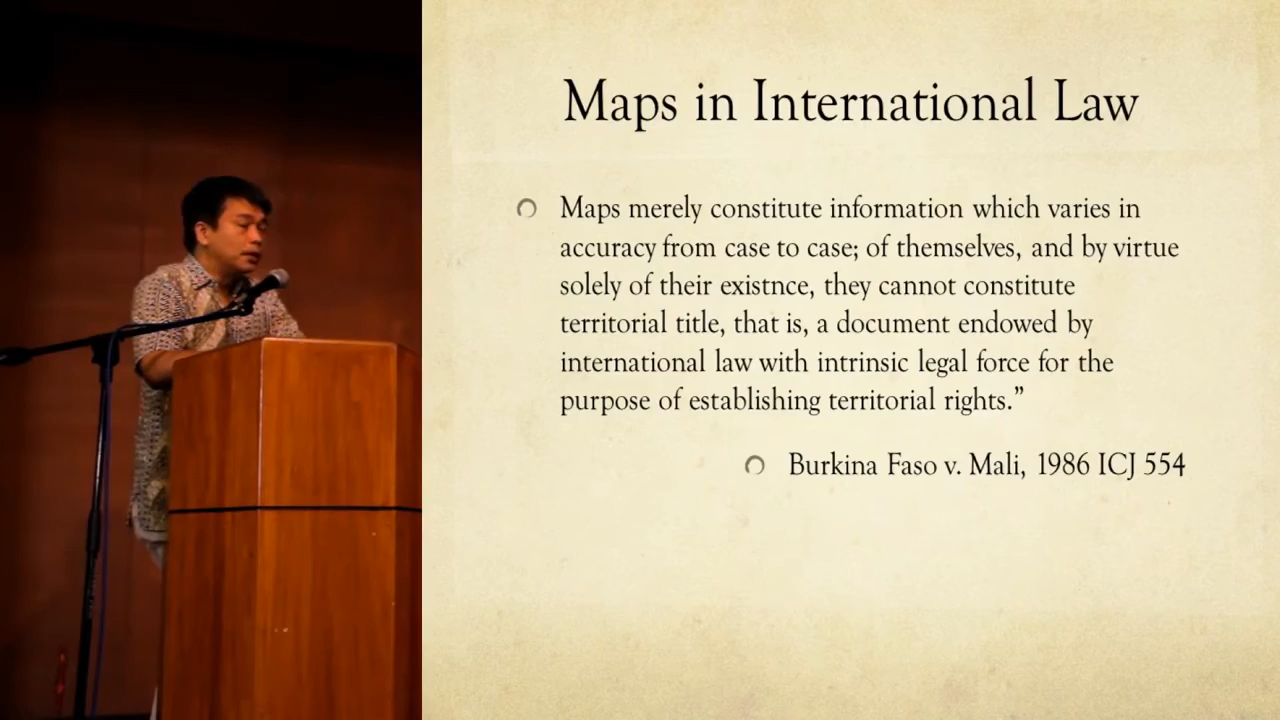 Maps in International Law
Maps merely constitute information which varies in
accuracy from case to case; of themselves, and by virtue
solely of their existnce, they cannot constitute
territorial title, that is, a document endowed by
international law with intrinsic legal force for the
purpose of establishing territorial rights.”
Burkina Faso v. Mali, 1986 ICJ 554